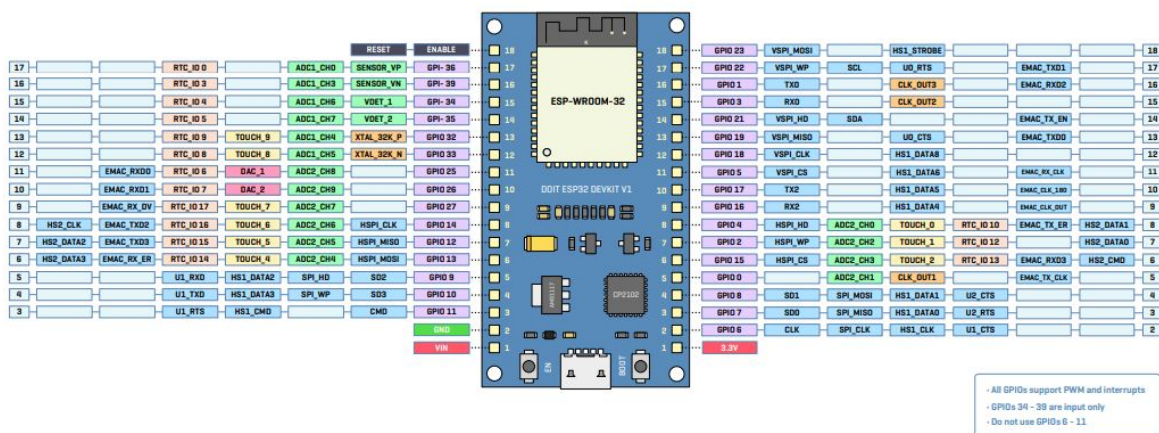 RESET ENABLE 18 18 GPIO 23 VSPI_MOSI HS1_STROBE 18
17 RTC_IO 0 ADC1_CH0 SENSOR_VP GPI- 36 17 17 GPIO 22 VSPI_WP SCL U0_RTS EMAC_TXD1 17
16 RTC_IO 3 ADC1_CH3 SENSOR_VN GPI- 39 16 ESP-WROOM-32 16 GPIO 1 TX0 CLK_OUT3 EMAC_RXD2 16
15 RTC_IO 4 ADC1_CH6 VDET_1 GPI- 34 15 15 GPIO 3 RX0 CLK_OUT2 15
14 RTC_IO 5 ADC1_CH7 VDET_2 GPI- 35 14 14 GPIO 21 VSPI_HD SDA EMAC_TX_EN 14
13 RTC_IO 9 TOUCH_9 ADC1_CH4 XTAL_32K_P GPIO 32 13 13 GPIO 19 VSPI_MISO U0_CTS EMAC_TXD0 13
12 RTC_IO 8 TOUCH_8 ADC1_CH5 XTAL_32K_N GPIO 33 12 12 GPIO 18 VSPI_CLK HS1_DATA8 12
11 EMAC_RXD0 RTC_IO 6 DAC_1 ADC2_CH8 GPIO 25 11 11 GPIO 5 VSPI_CS HS1_DATA6 EMAC_RX_CLK 11
10 EMAC_RXD1 RTC_IO 7 DAC_2 ADC2_CH9 GPIO 26 10 DOIT ESP32 DEVKIT V1 10 GPIO 17 TX2 HS1_DATA5 EMAC_CLK_180 10
9 EMAC_RX_DV RTC_IO 17 TOUCH_7 ADC2_CH7 GPIO 27 9 9 GPIO 16 RX2 HS1_DATA4 EMAC_CLK_OUT 9
8 HS2_CLK EMAC_TXD2 RTC_IO 16 TOUCH_6 ADC2_CH6 HSPI_CLK GPIO 14 8 8 GPIO 4 HSPI_HD ADC2_CH0 TOUCH_0 RTC_IO 10 EMAC_TX_ER HS2_DATA1 8
7 HS2_DATA2 EMAC_TXD3 RTC_IO 15 TOUCH_5 ADC2_CH5 HSPI_MISO GPIO 12 7 7 GPIO 2 HSPI_WP ADC2_CH2 TOUCH_1 RTC_IO 12 HS2_DATA0 7
6 HS2_DATA3 EMAC_RX_ER RTC_IO 14 TOUCH_4 ADC2_CH4 HSPI_MOSI GPIO 13 6 6 GPIO 15 HSPI_CS ADC2_CH3 TOUCH_2 RTC_IO 13 EMAC_RXD3 HS2_CMD 6
5 U1_RXD HS1_DATA2 SPI_HD SD2 GPIO 9 5 5 GPIO 0 ADC2_CH1 CLK_OUT1 EMAC_TX_CLK 5
4 U1_TXD HS1_DATA3 SPI_WP SD3 GPIO 10 4 AMS1117 CP2102 4 GPIO 8 SD1 SPI_MOSI HS1_DATA1 U2_CTS 4
3 U1_RTS HS1_CMD CMD GPIO 11 3 3 GPIO 7 SD0 SPI_MISO HS1_DATA0 U2_RTS 3
GND 2 2 GPIO 6 CLK SPI_CLK HS1_CLK U1_CTS 2
VIN 1 1 3.3V
EN BOOT
· All GPIOs support PWM and interrupts
· GPIOs 34 - 39 are input only
· Do not use GPIOs 6 - 11